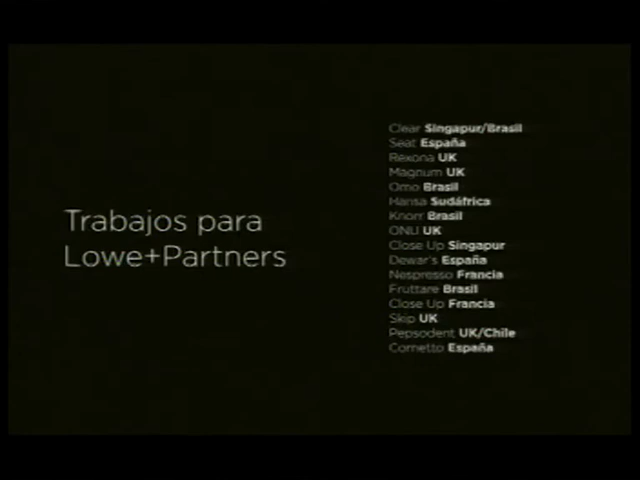 Trabajos para
Lowe+Partners
Clear Singapur/Brasil
Seat España
Rexona UK
Magnum UK
Omo Brasil
Hansa Sudáfrica
Knorr Brasil
ONU UK
Close Up Singapur
Dewar's España
Nespresso Francia
Fruttare Brasil
Close Up Francia
Skip UK
Pepsodent UK/Chile
Cornetto España